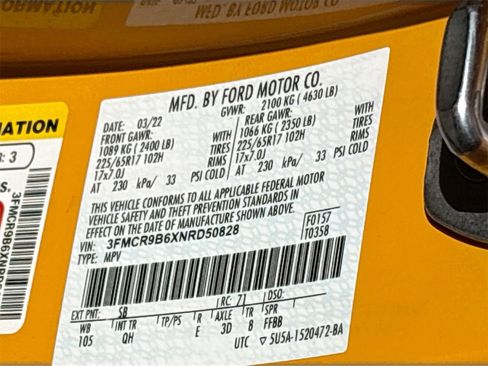 MFD. BY FORD MOTOR CO.
DATE: 03/22 GVWR: 2100 KG ( 4630 LB)
FRONT GAWR: REAR GAWR:
1089 KG ( 2400 LB) WITH 1066 KG ( 2350 LB) WITH
225/65R17 102H TIRES 225/65R17 102H TIRES
17x7.0J RIMS 17x7.0J RIMS
AT 230 kPa/ 33 PSI COLD AT 230 kPa/ 33 PSI COLD
THIS VEHICLE CONFORMS TO ALL APPLICABLE FEDERAL MOTOR
VEHICLE SAFETY AND THEFT PREVENTION STANDARDS IN
EFFECT ON THE DATE OF MANUFACTURE SHOWN ABOVE.
VIN: 3FMCR9B6XNRD50828 F0157
TYPE: MPV T0358
EXT PNT: SB RC: 71 DSO:
WB INT TR TP/PS R AXLE TR SPR
105 QH E 3D 8 FFBB
UTC 5U5A-1520472-BA
MATION
: 3
s.
3FMCR9B6XNRD5